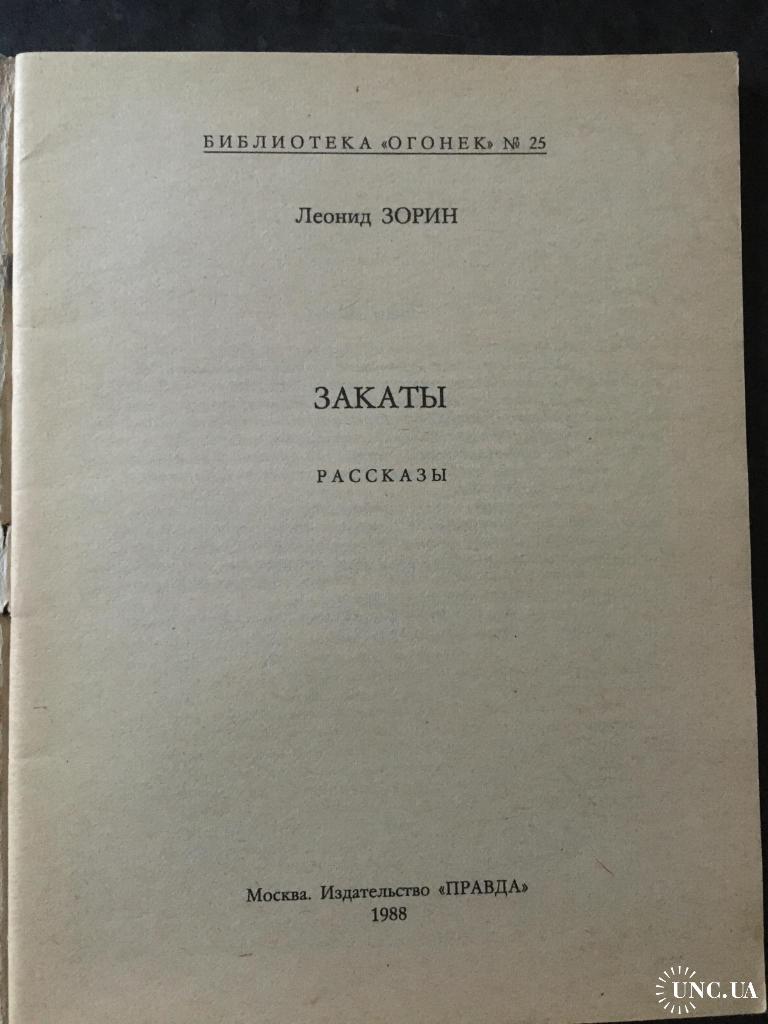 БИБЛИОТЕКА «ОГОНЕК» № 25
Леонид ЗОРИН
ЗАКАТЫ
РАССКАЗЫ
Москва. Издательство «ПРАВДА»
1988
UNC.UA